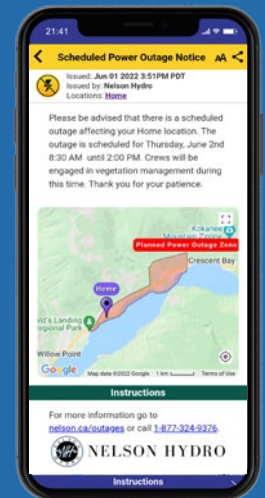 21:41
Scheduled Power Outage Notice AA
Issued: Jun 01 2022 3:51PM PDT
Issued by: Nelson Hydro
Locations: Home
Please be advised that there is a scheduled
outage affecting your Home location. The
outage is scheduled for Thursday, June 2nd
8:30 AM until 2:00 PM. Crews will be
engaged in vegetation management during
this time. Thank you for your patience.
Kokanee
Mountain Zipline
Planned Power Outage Zone
Crescent Bay
Home
ld's Landing
egional Park
Willow Point
Google
Map data ©2022 Google 1 km Terms of Use
Instructions
For more information go to
nelson.ca/outages or call 1-877-324-9376.
NELSON HYDRO
Instructions